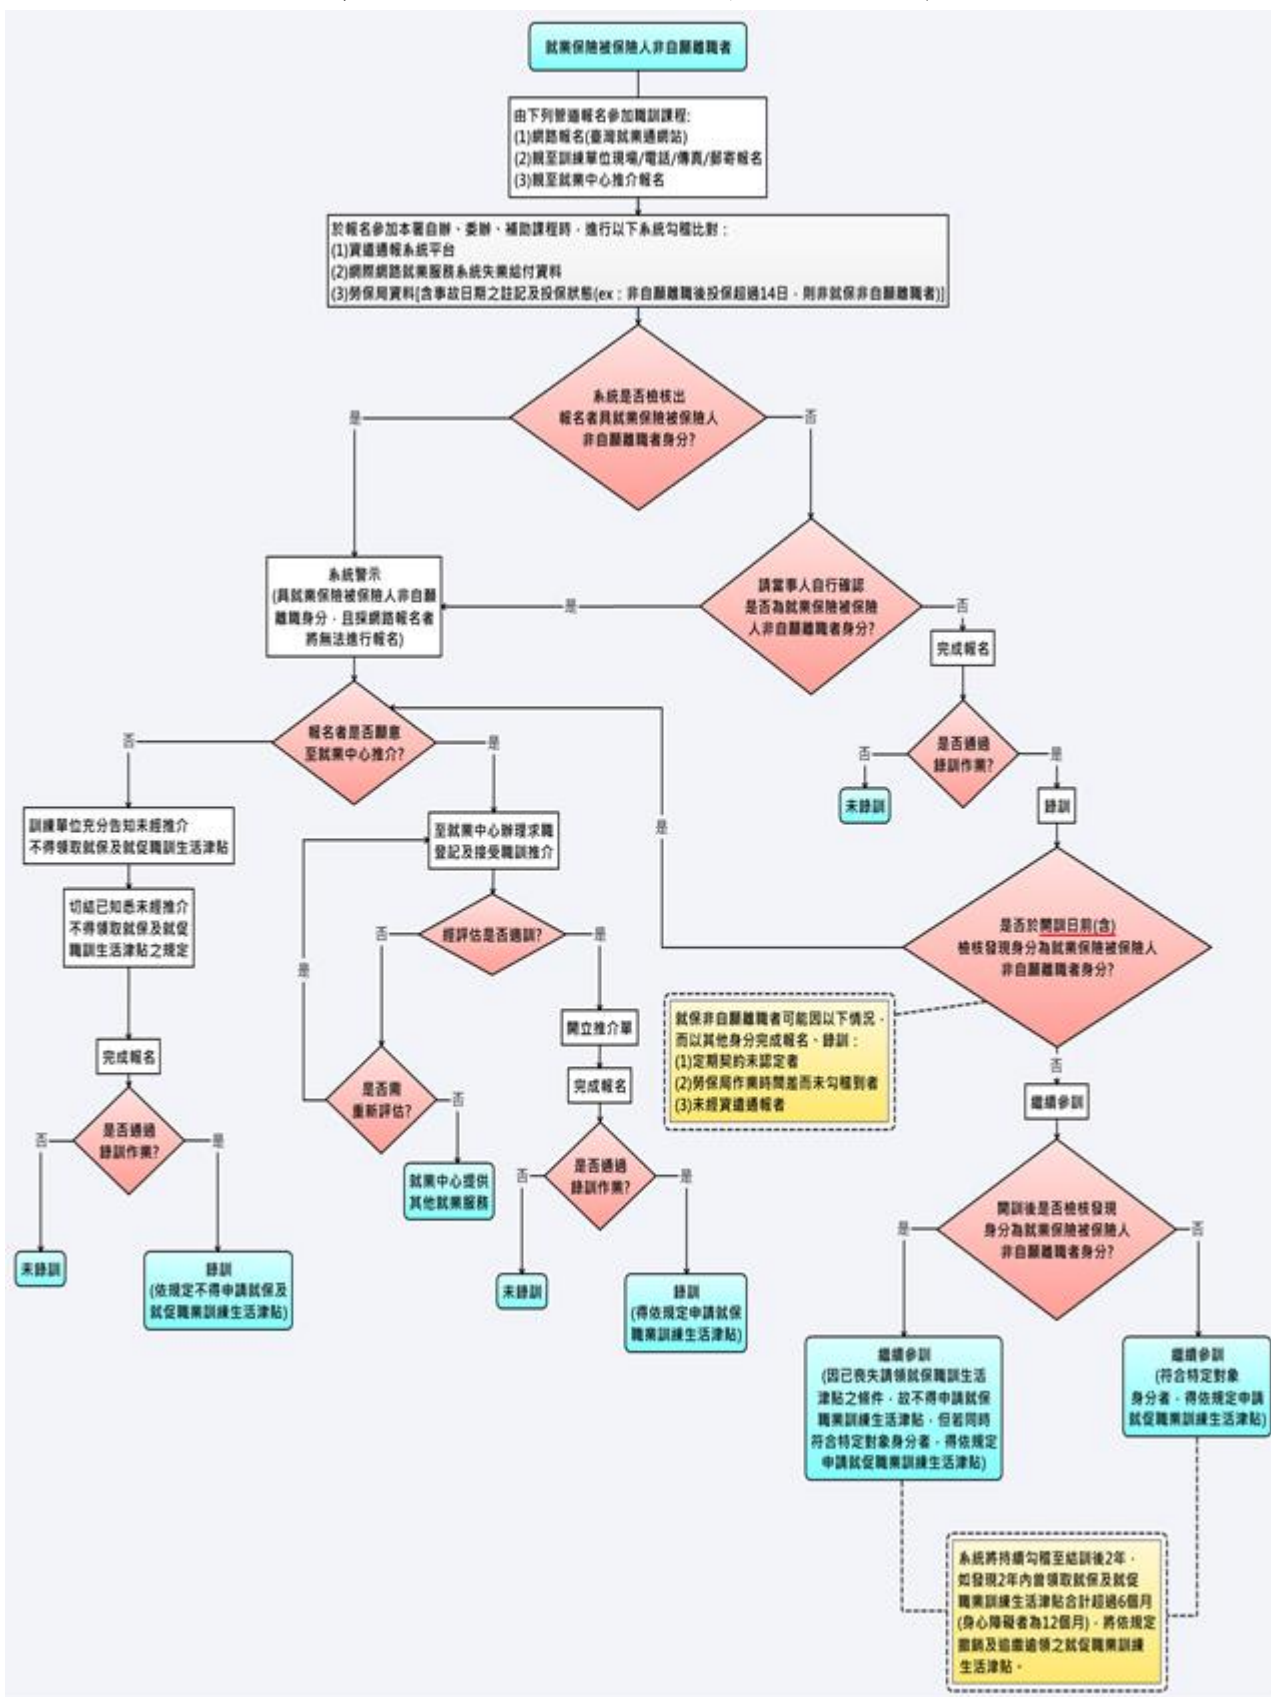 就業保險被保險人非自願離職者
由下列管道報名參加職訓課程:
(1)網路報名(臺灣就業通網站)
(2)親至訓練單位現場/電話/傳真/郵寄報名
(3)親至就業中心推介報名
於報名參加本署自辦、委辦、補助課程時，進行以下系統勾稽比對：
(1)資遣通報系統平台
(2)網際網路就業服務系統失業給付資料
(3)勞保局資料[含事故日期之註記及投保狀態(ex：非自願離職後投保超過14日，則非就保非自願離職者)]
系統是否檢核出
報名者具就業保險被保險人
非自願離職者身分?
是
否
系統警示
(具就業保險被保險人非自願
離職身分，且採網路報名者
將無法進行報名)
是
請當事人自行確認
是否為就業保險被保險
人非自願離職者身分?
否
完成報名
報名者是否願意
至就業中心推介?
否
是
是否通過
錄訓作業?
否
是
未錄訓
錄訓
訓練單位充分告知未經推介
不得領取就保及就促職訓生活津貼
至就業中心辦理求職
登記及接受職訓推介
是
切結已知悉未經推介
不得領取就保及就促
職訓生活津貼之規定
經評估是否適訓?
否
是
是
是否於開訓日前(含)
檢核發現身分為就業保險被保險人
非自願離職者身分?
就保非自願離職者可能因以下情況，
而以其他身分完成報名、錄訓：
(1)定期契約未認定者
(2)勞保局作業時間差而未勾稽到者
(3)未經資遣通報者
否
開立推介單
完成報名
完成報名
是否需
重新評估?
否
繼續參訓
是否通過
錄訓作業?
否
是
就業中心提供
其他就業服務
是否通過
錄訓作業?
否
是
開訓後是否檢核發現
身分為就業保險被保險人
非自願離職者身分?
是
否
未錄訓
錄訓
(依規定不得申請就保及
就促職業訓練生活津貼)
未錄訓
錄訓
(得依規定申請就保
職業訓練生活津貼)
繼續參訓
(因已喪失請領就保職訓生活
津貼之條件，故不得申請就保
職業訓練生活津貼，但若同時
符合特定對象身分者，得依規定
申請就促職業訓練生活津貼)
繼續參訓
(符合特定對象
身分者，得依規定申請
就促職業訓練生活津貼)
系統將持續勾稽至結訓後2年，
如發現2年內曾領取就保及就促
職業訓練生活津貼合計超過6個月
(身心障礙者為12個月)，將依規定
撤銷及追繳逾領之就促職業訓練
生活津貼。